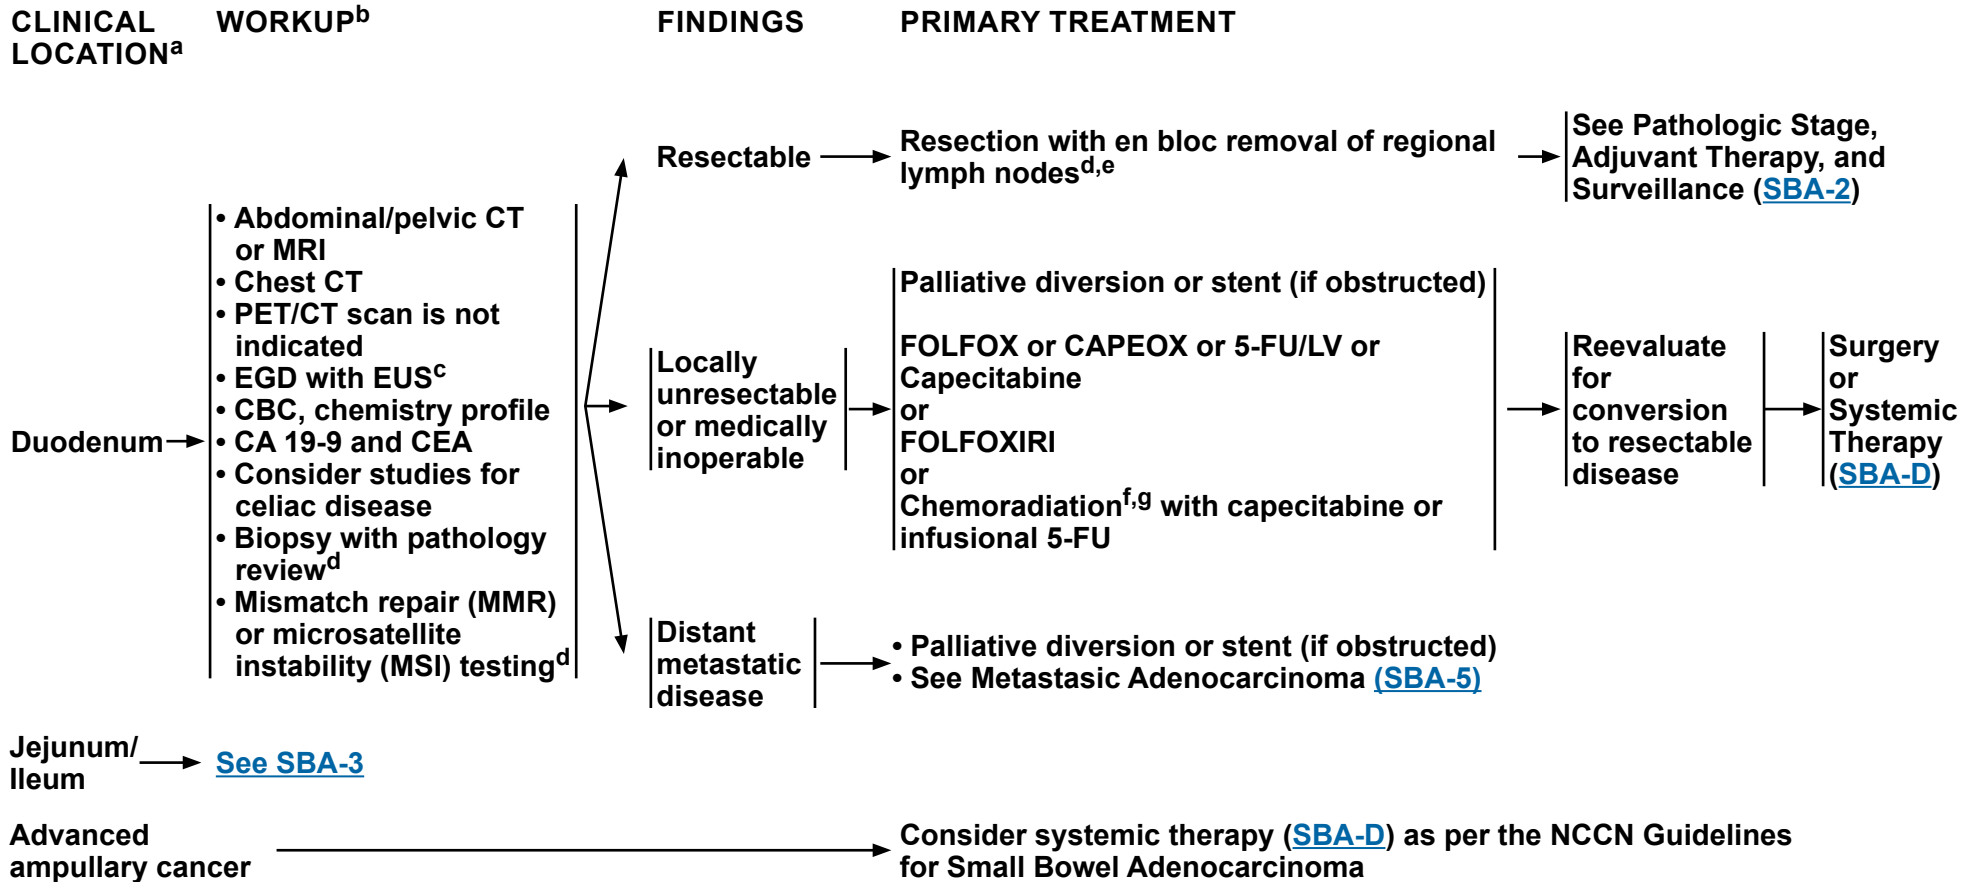 CLINICAL
LOCATIONa
WORKUPb
FINDINGS
PRIMARY TREATMENT
Duodenum
• Abdominal/pelvic CT
or MRI
• Chest CT
• PET/CT scan is not
indicated
• EGD with EUSc
• CBC, chemistry profile
• CA 19-9 and CEA
• Consider studies for
celiac disease
• Biopsy with pathology
reviewd
• Mismatch repair (MMR)
or microsatellite
instability (MSI) testingd
Resectable
Resection with en bloc removal of regional
lymph nodesd,e
See Pathologic Stage,
Adjuvant Therapy, and
Surveillance (SBA-2)
Locally
unresectable
or medically
inoperable
Palliative diversion or stent (if obstructed)
FOLFOX or CAPEOX or 5-FU/LV or
Capecitabine
or
FOLFOXIRI
or
Chemoradiationf,g with capecitabine or
infusional 5-FU
Reevaluate
for
conversion
to resectable
disease
Surgery
or
Systemic
Therapy
(SBA-D)
Distant
metastatic
disease
• Palliative diversion or stent (if obstructed)
• See Metastasic Adenocarcinoma (SBA-5)
Jejunum/
Ileum
See SBA-3
Advanced
ampullary cancer
Consider systemic therapy (SBA-D) as per the NCCN Guidelines
for Small Bowel Adenocarcinoma